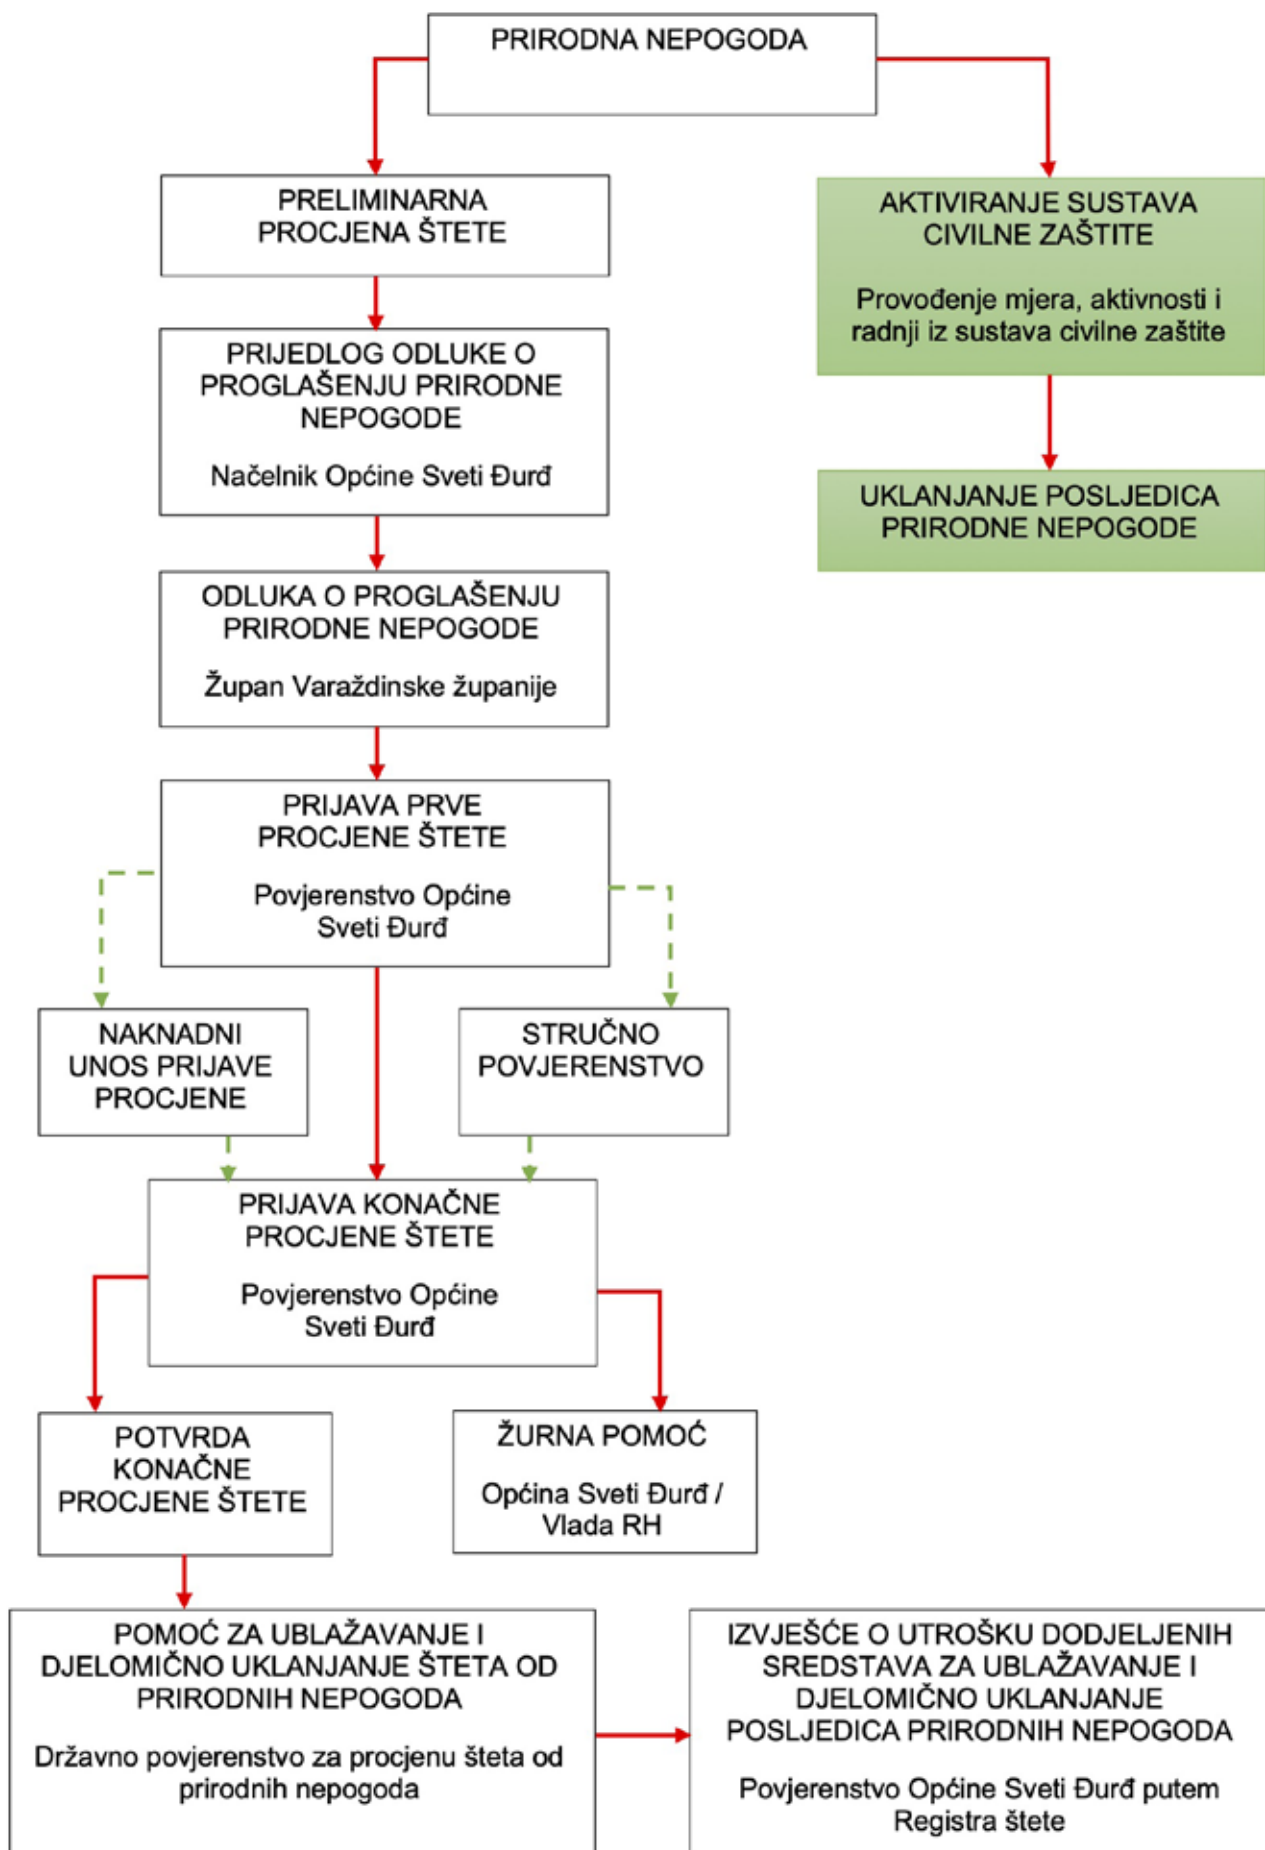 PRIRODNA NEPOGODA
PRELIMINARNA
PROCJENA ŠTETE
AKTIVIRANJE SUSTAVA
CIVILNE ZAŠTITE
Provođenje mjera, aktivnosti i
radnji iz sustava civilne zaštite
PRIJEDLOG ODLUKE O
PROGLAŠENJU PRIRODNE
NEPOGODE
Načelnik Općine Sveti Đurđ
UKLANJANJE POSLJEDICA
PRIRODNE NEPOGODE
ODLUKA O PROGLAŠENJU
PRIRODNE NEPOGODE
Župan Varaždinske županije
PRIJAVA PRVE
PROCJENE ŠTETE
Povjerenstvo Općine
Sveti Đurđ
NAKNADNI
UNOS PRIJAVE
PROCJENE
STRUČNO
POVJERENSTVO
PRIJAVA KONAČNE
PROCJENE ŠTETE
Povjerenstvo Općine
Sveti Đurđ
POTVRDA
KONAČNE
PROCJENE ŠTETE
ŽURNA POMOĆ
Općina Sveti Đurđ /
Vlada RH
POMOĆ ZA UBLAŽAVANJE I
DJELOMIČNO UKLANJANJE ŠTETA OD
PRIRODNIH NEPOGODA
Državno povjerenstvo za procjenu šteta od
prirodnih nepogoda
IZVJEŠĆE O UTROŠKU DODJELJENIH
SREDSTAVA ZA UBLAŽAVANJE I
DJELOMIČNO UKLANJANJE
POSLJEDICA PRIRODNIH NEPOGODA
Povjerenstvo Općine Sveti Đurđ putem
Registra štete